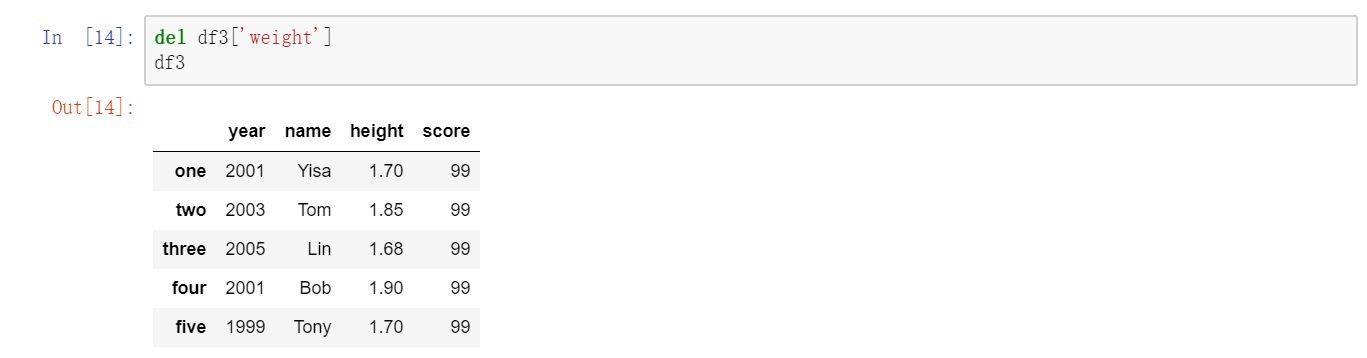 In [14]: del df3['weight']
df3
Out[14]:
year name height score
one 2001 Yisa 1.70 99
two 2003 Tom 1.85 99
three 2005 Lin 1.68 99
four 2001 Bob 1.90 99
five 1999 Tony 1.70 99